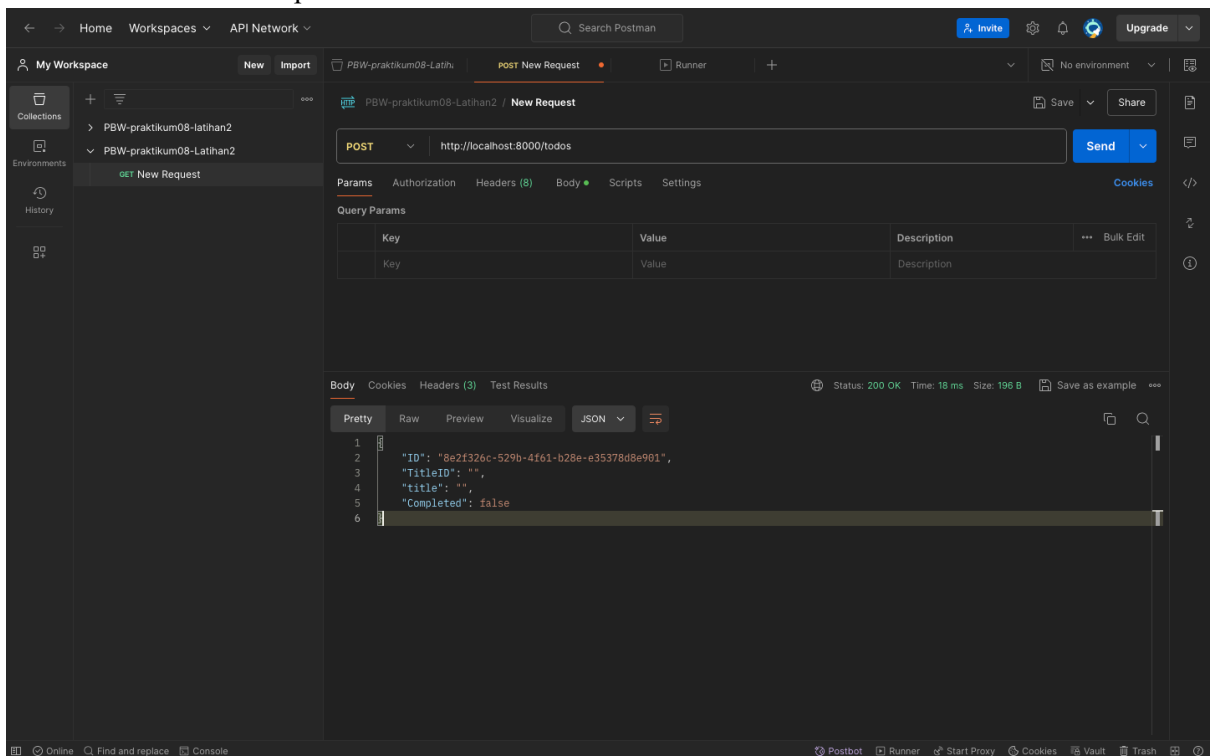 Home Workspaces API Network Search Postman Invite Upgrade
My Workspace New Import PBW-praktikum08-Latih POST New Request Runner No environment
Collections
Environments
History
PBW-praktikum08-latihan2
PBW-praktikum08-Latihan2
GET New Request
PBW-praktikum08-Latihan2 / New Request Save Share
POST http://localhost:8000/todos Send
Params Authorization Headers (8) Body Scripts Settings Cookies
Query Params
Key Value Description Bulk Edit
Key Value Description
Body Cookies Headers (3) Test Results Status: 200 OK Time: 18 ms Size: 196 B Save as example
Pretty Raw Preview Visualize JSON
1 {
2 "ID": "8e2f326c-529b-4f61-b28e-e35378d8e901",
3 "TitleID": "",
4 "title": "",
5 "Completed": false
6 }
Online Find and replace Console Postbot Runner Start Proxy Cookies Vault Trash